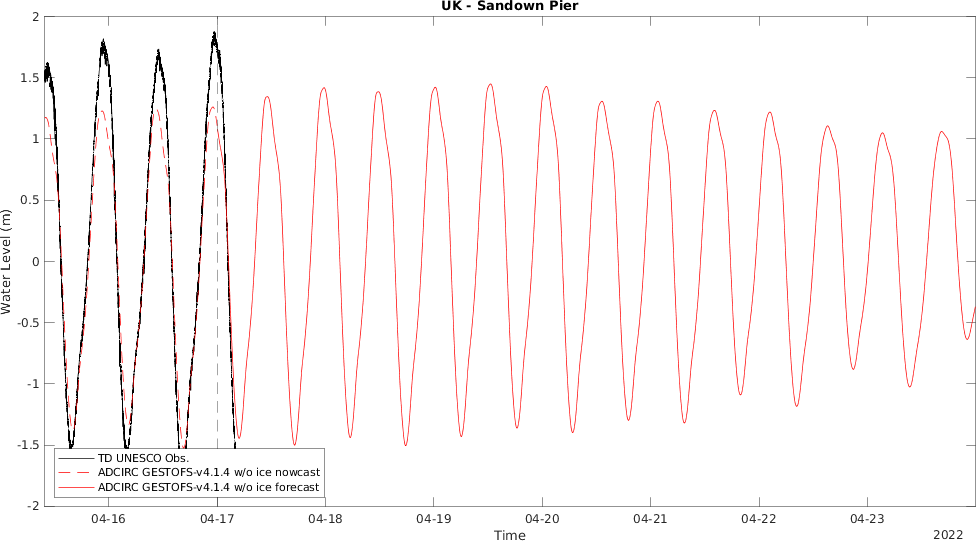 UK - Sandown Pier
2
1.5
1
0.5
0
-0.5
-1
-1.5
-2
Water Level (m)
TD UNESCO Obs.
ADCIRC GESTOFS-v4.1.4 w/o ice nowcast
ADCIRC GESTOFS-v4.1.4 w/o ice forecast
04-16 04-17 04-18 04-19 04-20 04-21 04-22 04-23
Time
2022